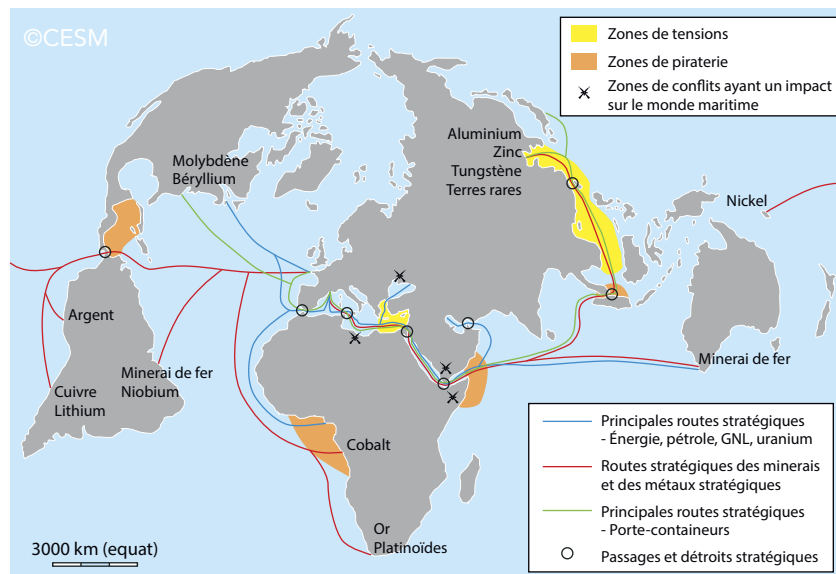 ©CESM
Zones de tensions
Zones de piraterie
Zones de conflits ayant un impact
sur le monde maritime
Aluminium
Zinc
Tungstène
Terres rares
Molybdène
Béryllium
Nickel
Argent
Cuivre
Lithium
Minerai de fer
Niobium
Cobalt
Minerai de fer
Or
Platinoïdes
3000 km (equat)
Principales routes stratégiques
- Énergie, pétrole, GNL, uranium
Routes stratégiques des minerais
et des métaux stratégiques
Principales routes stratégiques
- Porte-containeurs
Passages et détroits stratégiques